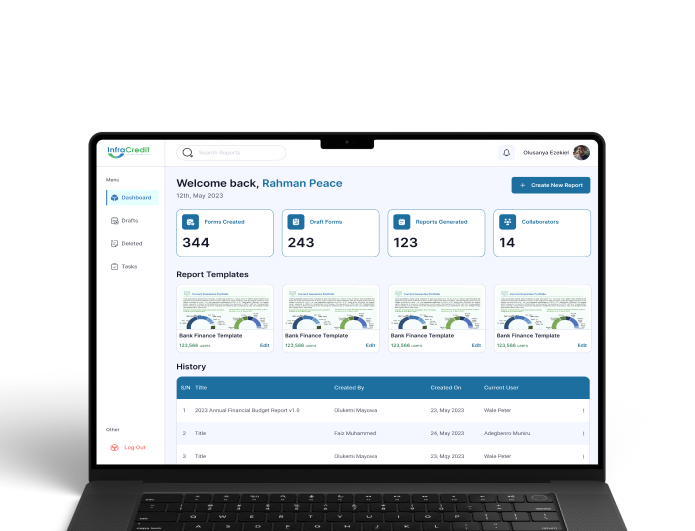 InfraCredit
Search Reports
Olusanya Ezekiel
Menu
Dashboard
Drafts
Deleted
Tasks
Other
Log Out
Welcome back, Rahman Peace
12th, May 2023
+ Create New Report
Forms Created
344
Draft Forms
243
Reports Generated
123
Collaborators
14
Report Templates
Bank Finance Template
123,566 users
Edit
Bank Finance Template
123,566 users
Edit
Bank Finance Template
123,566 users
Edit
Bank Finance Template
123,566 users
Edit
History
S/N Title Created By Created On Current User
1 2023 Annual Financial Budget Report v1.0 Olukemi Mayowa 23, May 2023 Wale Peter
2 Title Faiz Muhammed 24, May 2023 Adegbenro Muniru
3 Title Olukemi Mayowa 23, May 2023 Wale Peter
Q W E R T Y U I O P
A S D F G H J K L